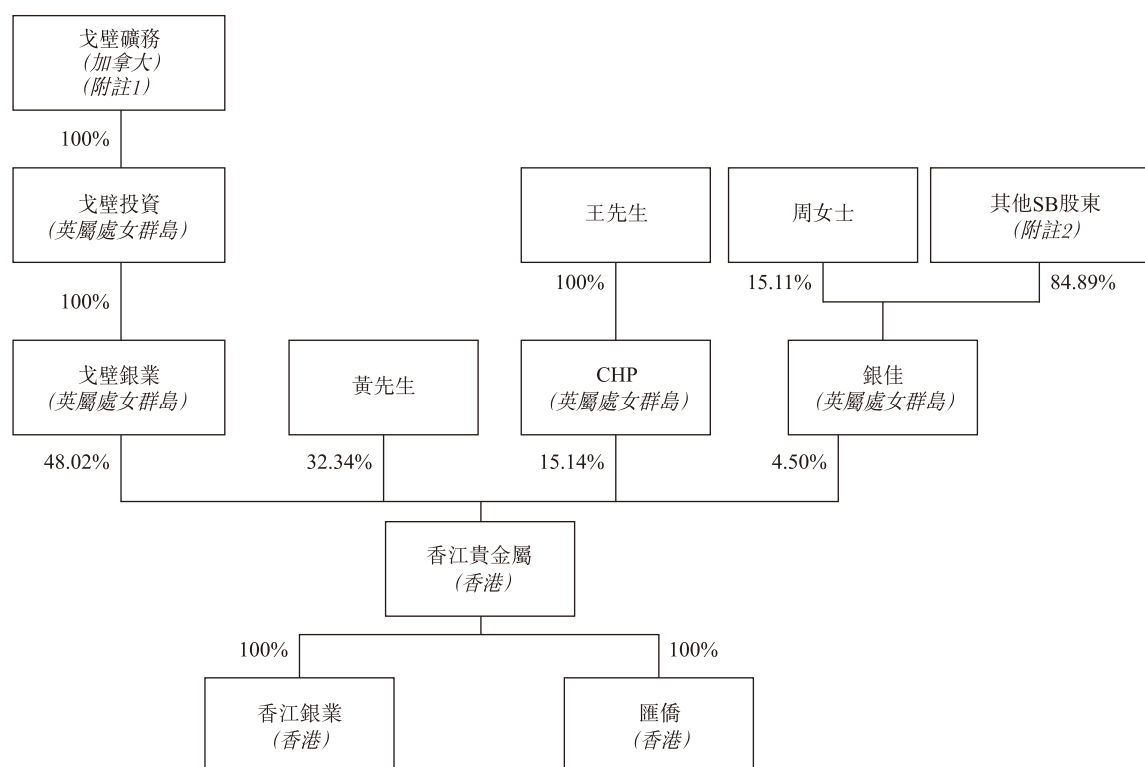 戈壁礦務
(加拿大)
(附註1)
100%
戈壁投資
(英屬處女群島)
王先生
周女士
其他SB股東
(附註2)
100%
100%
15.11%
84.89%
戈壁銀業
(英屬處女群島)
黃先生
CHP
(英屬處女群島)
銀佳
(英屬處女群島)
48.02%
32.34%
15.14%
4.50%
香江貴金屬
(香港)
100%
100%
香江銀業
(香港)
匯僑
(香港)